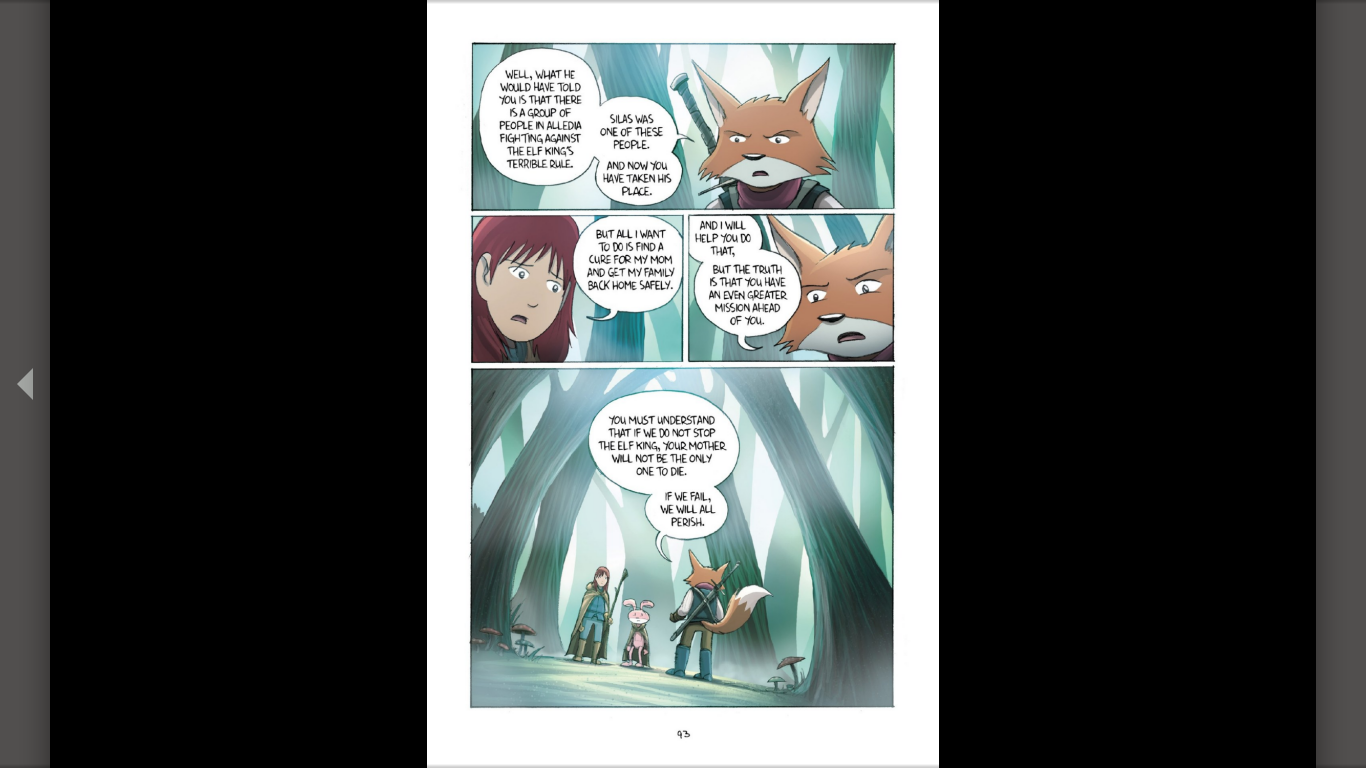 WELL, WHAT HE
WOULD HAVE TOLD
YOU IS THAT THERE
IS A GROUP OF
PEOPLE IN ALLEDIA
FIGHTING AGAINST
THE ELF KING'S
TERRIBLE RULE.
SILAS WAS
ONE OF THESE
PEOPLE.
AND NOW YOU
HAVE TAKEN HIS
PLACE.
BUT ALL I WANT
TO DO IS FIND A
CURE FOR MY MOM
AND GET MY FAMILY
BACK HOME SAFELY.
AND I WILL
HELP YOU DO
THAT,
BUT THE TRUTH
IS THAT YOU HAVE
AN EVEN GREATER
MISSION AHEAD
OF YOU.
YOU MUST UNDERSTAND
THAT IF WE DO NOT STOP
THE ELF KING, YOUR MOTHER
WILL NOT BE THE ONLY
ONE TO DIE.
IF WE FAIL,
WE WILL ALL
PERISH.
93